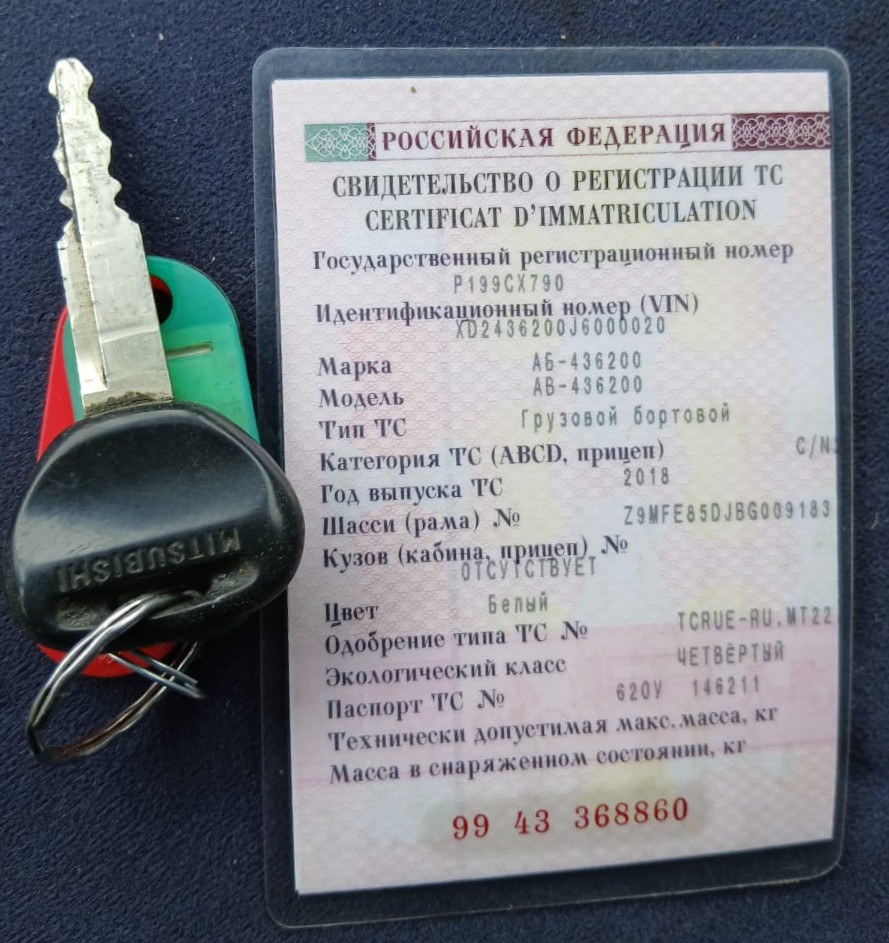 MITSUBISHI
РОССИЙСКАЯ ФЕДЕРАЦИЯ
СВИДЕТЕЛЬСТВО О РЕГИСТРАЦИИ ТС
CERTIFICAT D'IMMATRICULATION
Государственный регистрационный номер
Р199СХ790
Идентификационный номер (VIN)
XD2436200J6000020
Марка АБ-436200
Модель АВ-436200
Тип ТС Грузовой бортовой
Категория ТС (ABCD, прицеп) C/N
Год выпуска ТС 2018
Шасси (рама) № Z9MFE85DJBG009183
Кузов (кабина, прицеп) №
ОТСУТСТВУЕТ
Цвет Белый
Одобрение типа ТС № TCRUE-RU.MT22
Экологический класс ЧЕТВЁРТЫЙ
Паспорт ТС № 62ОУ 146211
Технически допустимая макс.масса, кг
Масса в снаряженном состоянии, кг
99 43 368860